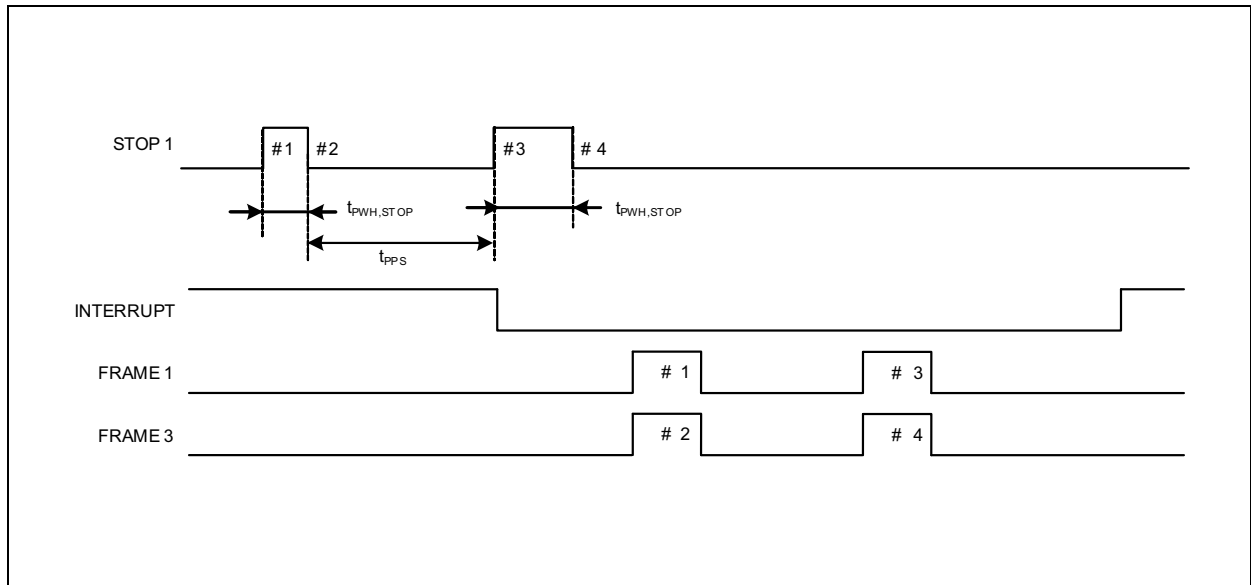 STOP 1
#1
#2
#3
# 4
tPWH,STOP
tPWH,STOP
tPPS
INTERRUPT
FRAME 1
# 1
# 3
FRAME 3
# 2
# 4